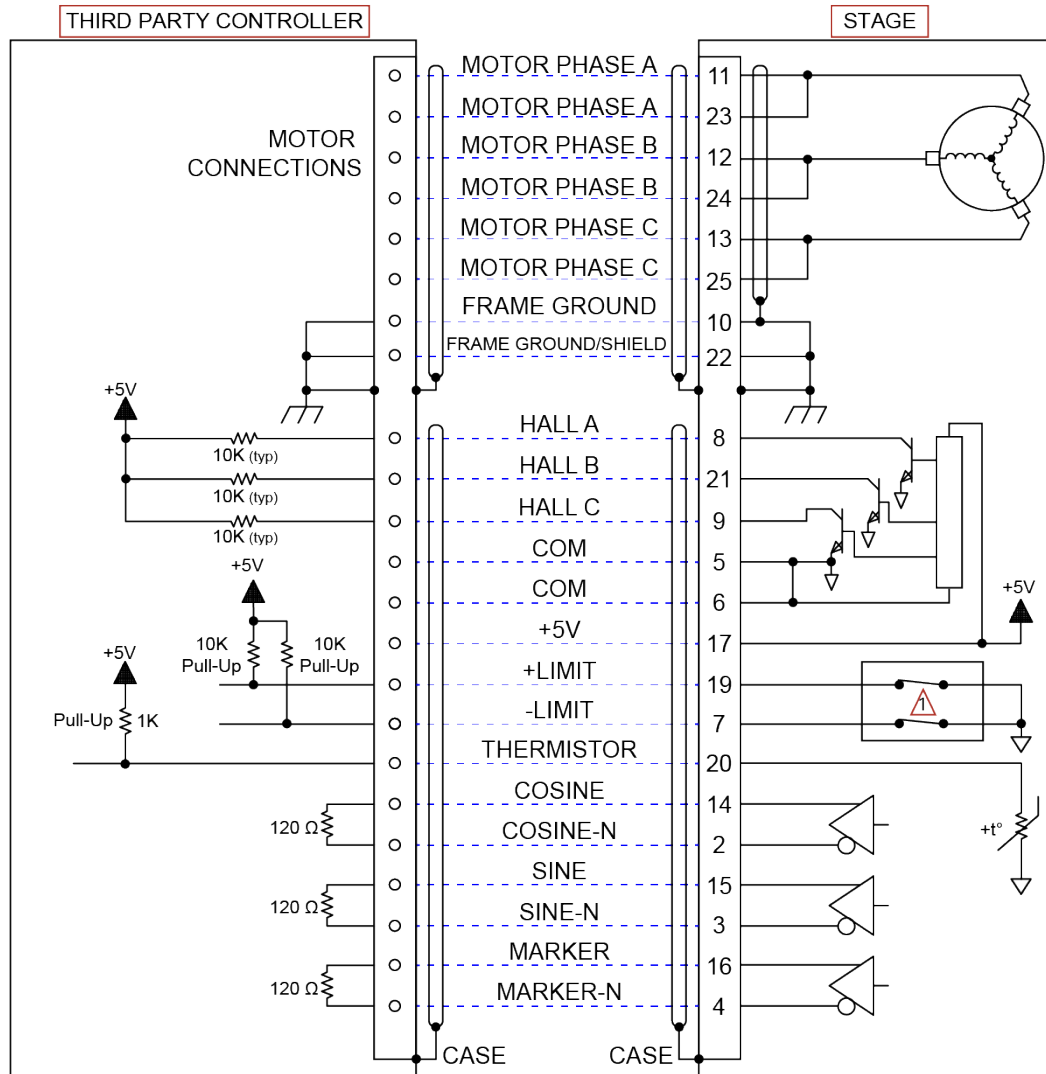 THIRD PARTY CONTROLLER
STAGE
MOTOR CONNECTIONS
MOTOR PHASE A 11
MOTOR PHASE A 23
MOTOR PHASE B 12
MOTOR PHASE B 24
MOTOR PHASE C 13
MOTOR PHASE C 25
FRAME GROUND 10
FRAME GROUND/SHIELD 22
+5V
10K (typ)
10K (typ)
10K (typ)
HALL A 8
HALL B 21
HALL C 9
COM 5
COM 6
+5V 17
+5V
+5V
10K Pull-Up
10K Pull-Up
+LIMIT 19
-LIMIT 7
1
+5V
Pull-Up 1K
THERMISTOR 20
+t°
COSINE 14
120 Ω
COSINE-N 2
SINE 15
120 Ω
SINE-N 3
MARKER 16
120 Ω
MARKER-N 4
CASE
CASE